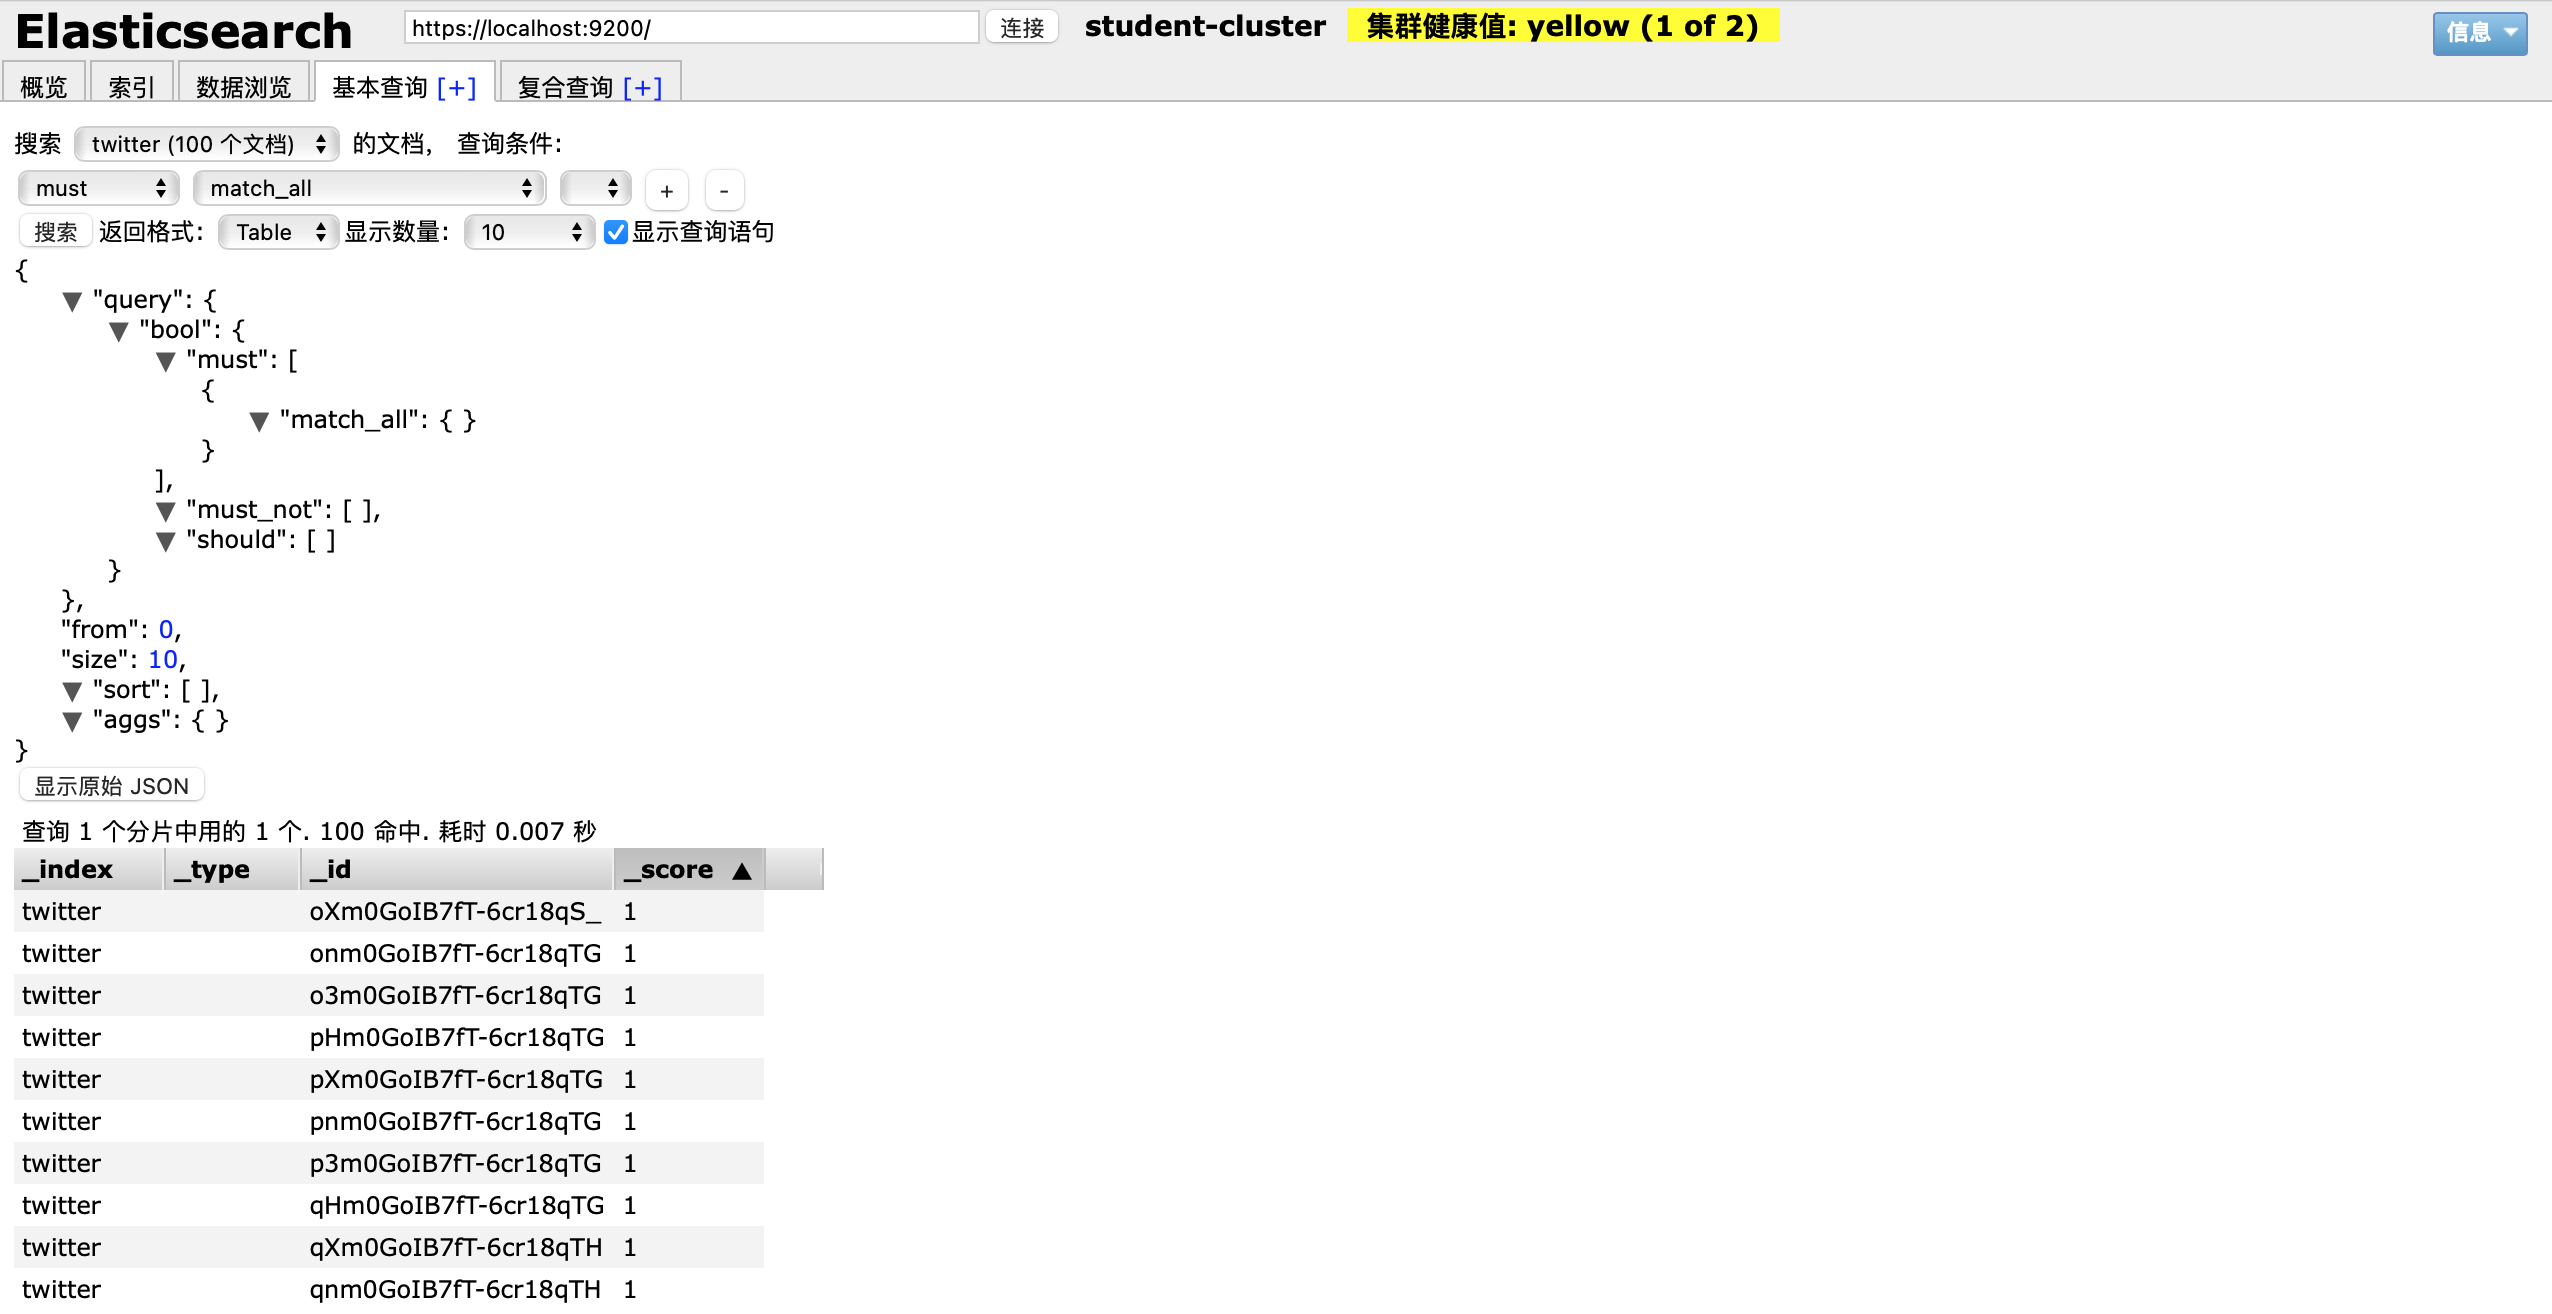 Elasticsearch https://localhost:9200/ 连接 student-cluster 集群健康值: yellow (1 of 2) 信息
概览 索引 数据浏览 基本查询 [+] 复合查询 [+]
搜索 twitter (100 个文档) 的文档， 查询条件:
must match_all + -
搜索 返回格式: Table 显示数量: 10 显示查询语句
{
▼ "query": {
▼ "bool": {
▼ "must": [
{
▼ "match_all": { }
}
],
▼ "must_not": [ ],
▼ "should": [ ]
}
},
"from": 0,
"size": 10,
▼ "sort": [ ],
▼ "aggs": { }
}
显示原始 JSON
查询 1 个分片中用的 1 个. 100 命中. 耗时 0.007 秒
_index _type _id _score ▲
twitter oXm0GoIB7fT-6cr18qS_ 1
twitter onm0GoIB7fT-6cr18qTG 1
twitter o3m0GoIB7fT-6cr18qTG 1
twitter pHm0GoIB7fT-6cr18qTG 1
twitter pXm0GoIB7fT-6cr18qTG 1
twitter pnm0GoIB7fT-6cr18qTG 1
twitter p3m0GoIB7fT-6cr18qTG 1
twitter qHm0GoIB7fT-6cr18qTG 1
twitter qXm0GoIB7fT-6cr18qTH 1
twitter qnm0GoIB7fT-6cr18qTH 1